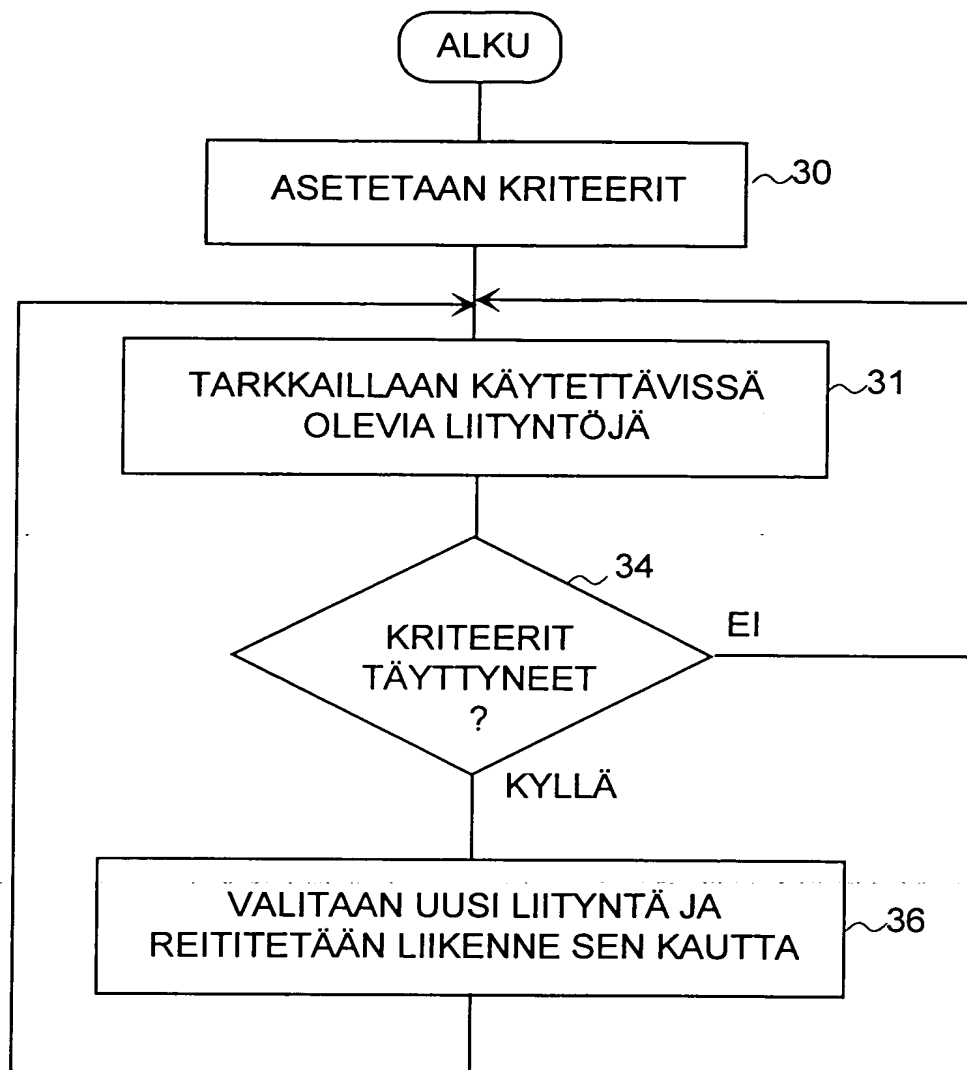 ALKU
ASETETAAN KRITEERIT
30
TARKKAILLAAN KÄYTETTÄVISSÄ
OLEVIA LIITYNTÖJÄ
31
34
KRITEERIT
TÄYTTYNEET
?
EI
KYLLÄ
VALITAAN UUSI LIITYNTÄ JA
REITITETÄÄN LIIKENNE SEN KAUTTA
36